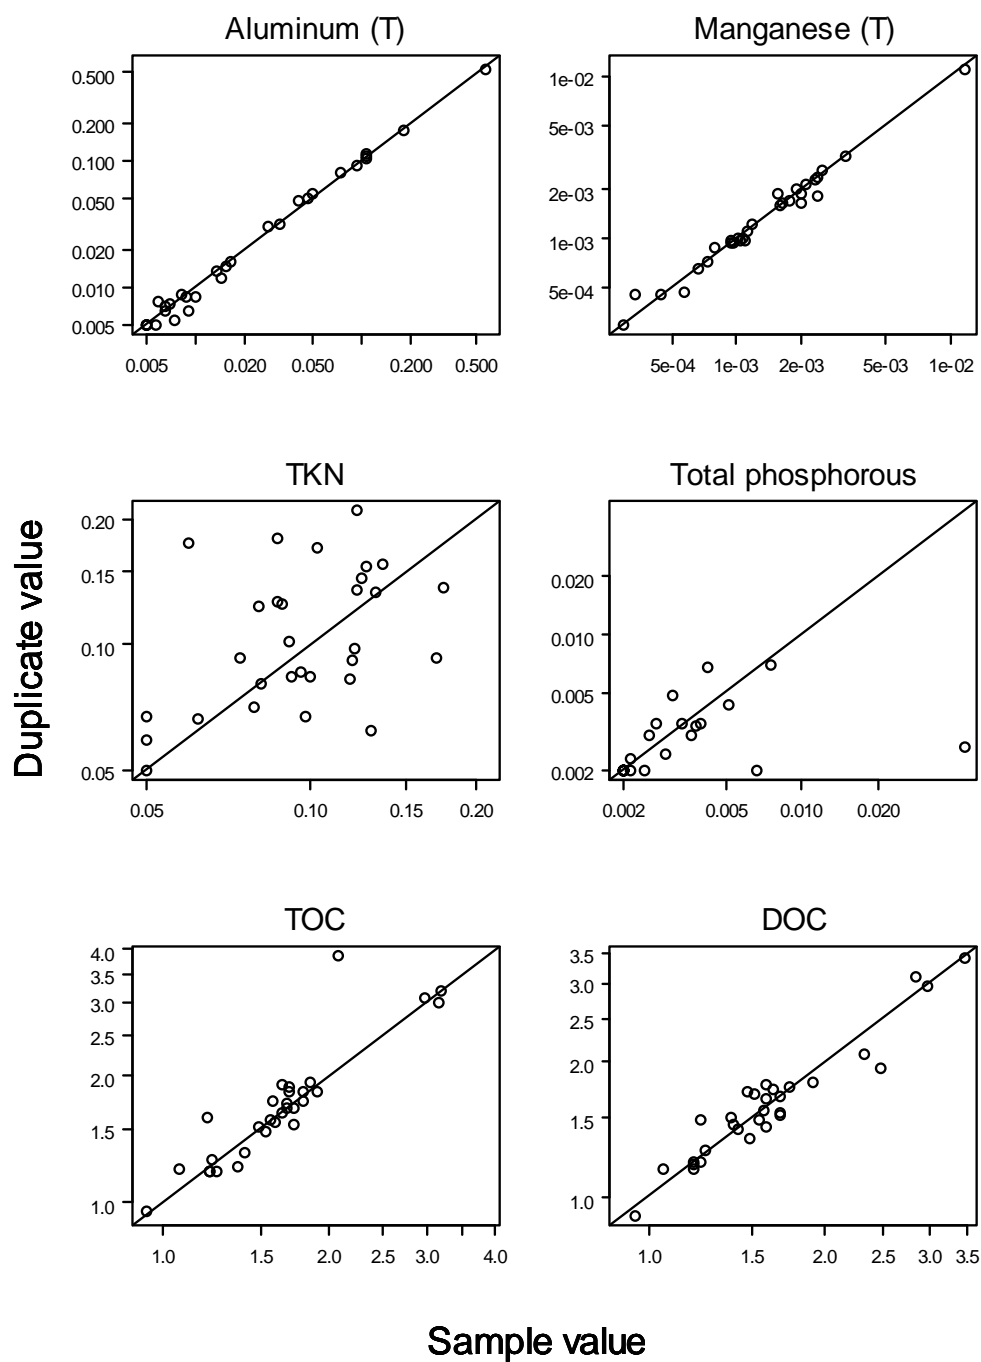 Aluminum (T)
0.500
0.200
0.100
0.050
0.020
0.010
0.005
0.005 0.020 0.050 0.200 0.500
Manganese (T)
1e-02
5e-03
2e-03
1e-03
5e-04
5e-04 1e-03 2e-03 5e-03 1e-02
Duplicate value
TKN
0.20
0.15
0.10
0.05
0.05 0.10 0.15 0.20
Total phosphorous
0.020
0.010
0.005
0.002
0.002 0.005 0.010 0.020
TOC
4.0
3.5
3.0
2.5
2.0
1.5
1.0
1.0 1.5 2.0 2.5 3.0 4.0
DOC
3.5
3.0
2.5
2.0
1.5
1.0
1.0 1.5 2.0 2.5 3.0 3.5
Sample value